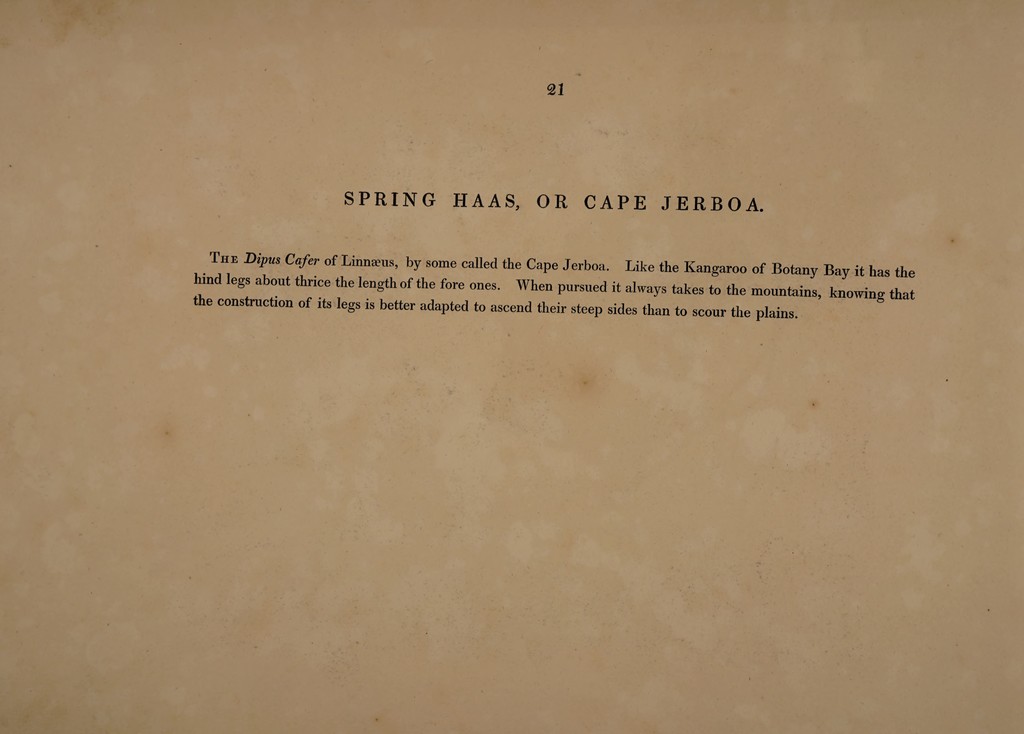 21
SPRING HAAS, OR CAPE JERBOA.
THE Dipus Cafer of Linnæus, by some called the Cape Jerboa. Like the Kangaroo of Botany Bay it has the
hind legs about thrice the length of the fore ones. When pursued it always takes to the mountains, knowing that
the construction of its legs is better adapted to ascend their steep sides than to scour the plains.